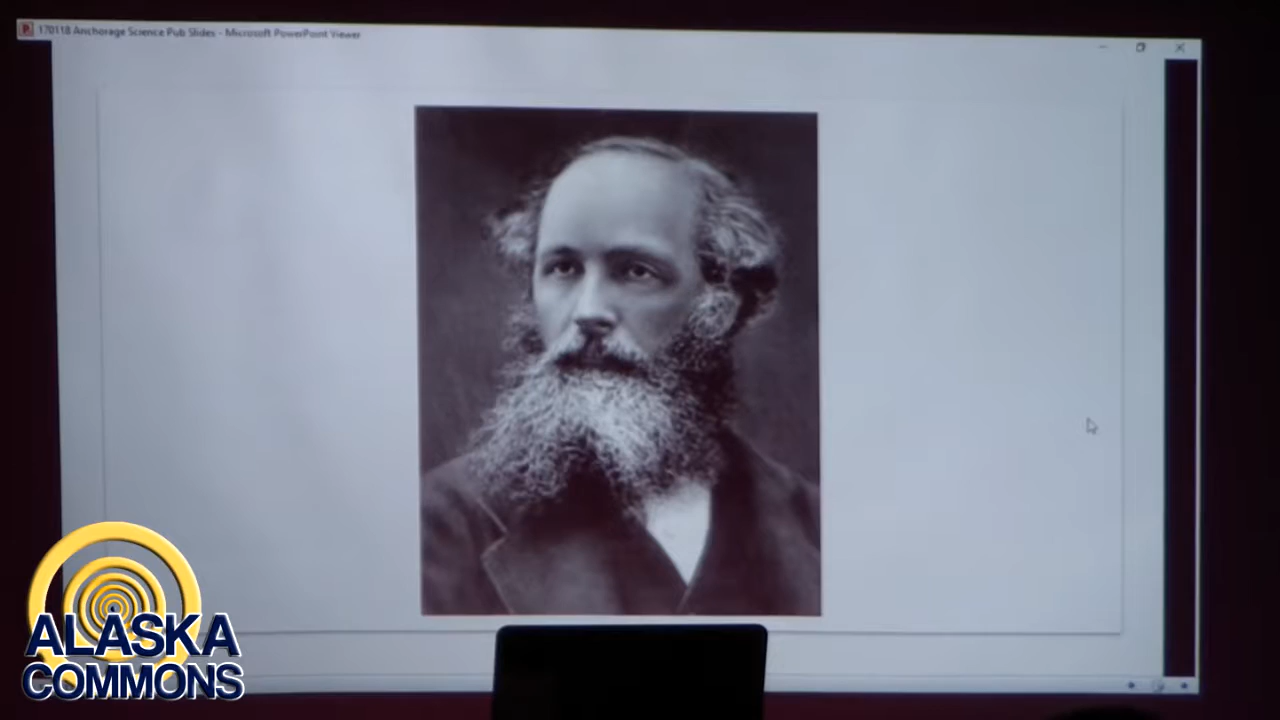 170118 Anchorage Science Pub Slides - Microsoft PowerPoint Viewer
ALASKA
COMMONS